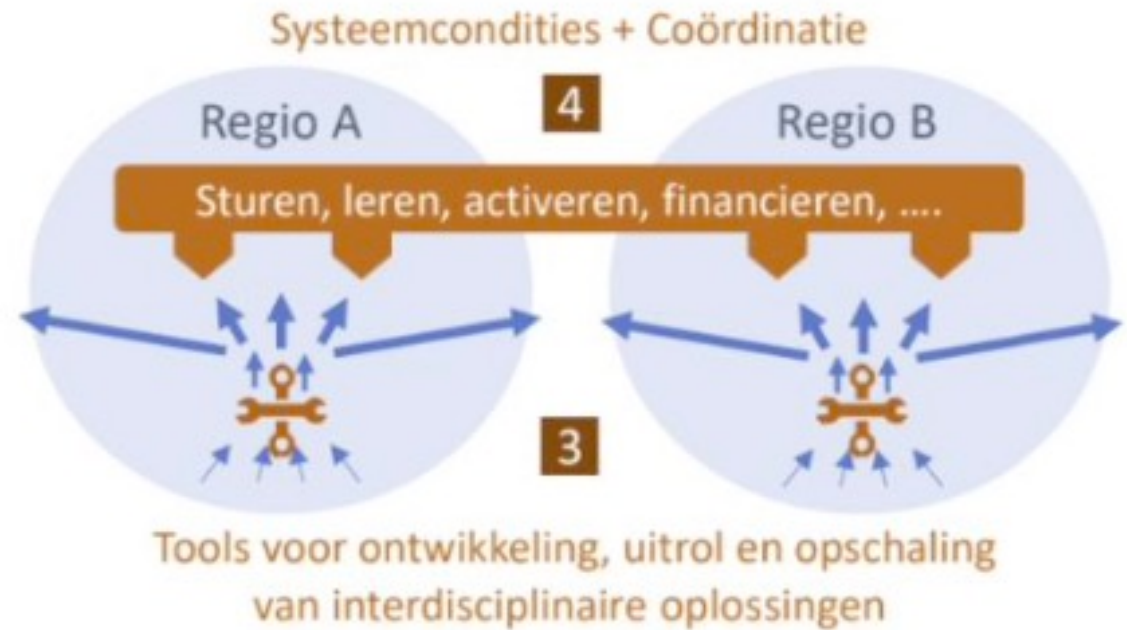 Systeemcondities + Coördinatie
4
Regio A
Regio B
Sturen, leren, activeren, financieren, ....
3
Tools voor ontwikkeling, uitrol en opschaling
van interdisciplinaire oplossingen